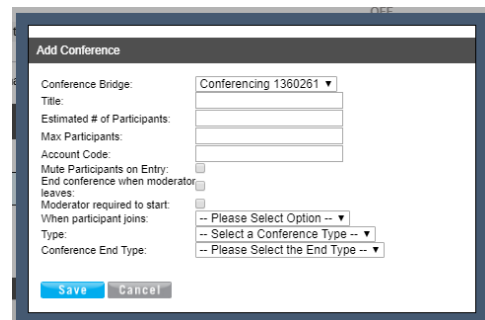 OFF
Add Conference
Conference Bridge: Conferencing 1360261
Title:
Estimated # of Participants:
Max Participants:
Account Code:
Mute Participants on Entry:
End conference when moderator
leaves:
Moderator required to start:
When participant joins: -- Please Select Option --
Type: -- Select a Conference Type --
Conference End Type: -- Please Select the End Type --
Save Cancel